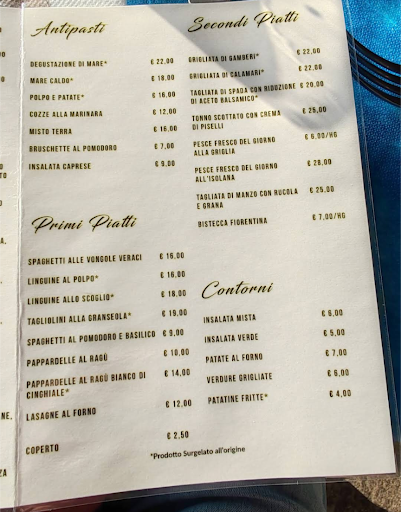 Antipasti
DEGUSTAZIONE DI MARE* € 22,00
MARE CALDO* € 18,00
POLPO E PATATE* € 16,00
COZZE ALLA MARINARA € 12,00
MISTO TERRA € 16,00
BRUSCHETTE AL POMODORO € 7,00
INSALATA CAPRESE € 9,00
Primi Piatti
SPAGHETTI ALLE VONGOLE VERACI € 16,00
LINGUINE AL POLPO* € 16,00
LINGUINE ALLO SCOGLIO* € 18,00
TAGLIOLINI ALLA GRANSEOLA* € 19,00
SPAGHETTI AL POMODORO E BASILICO € 9,00
PAPPARDELLE AL RAGÙ € 10,00
PAPPARDELLE AL RAGÙ BIANCO DI € 14,00
CINGHIALE*
LASAGNE AL FORNO € 12,00
COPERTO € 2,50
Secondi Piatti
GRIGLIATA DI GAMBERI* € 22,00
GRIGLIATA DI CALAMARI* € 22,00
TAGLIATA DI SPADA CON RIDUZIONE € 20,00
DI ACETO BALSAMICO*
TONNO SCOTTATO CON CREMA € 25,00
DI PISELLI
PESCE FRESCO DEL GIORNO € 6,00/HG
ALLA GRIGLIA
PESCE FRESCO DEL GIORNO € 28,00
ALL'ISOLANA
TAGLIATA DI MANZO CON RUCOLA € 25,00
E GRANA
BISTECCA FIORENTINA € 7,00/HG
Contorni
INSALATA MISTA € 6,00
INSALATA VERDE € 5,00
PATATE AL FORNO € 7,00
VERDURE GRIGLIATE € 6,00
PATATINE FRITTE* € 4,00
*Prodotto Surgelato all'origine